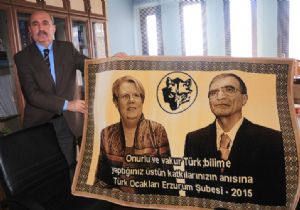 Onurlu ve vakur Türk bilime
yaptığınız üstün katkılarınızın anısına
Türk Ocakları Erzurum Şubesi - 2015